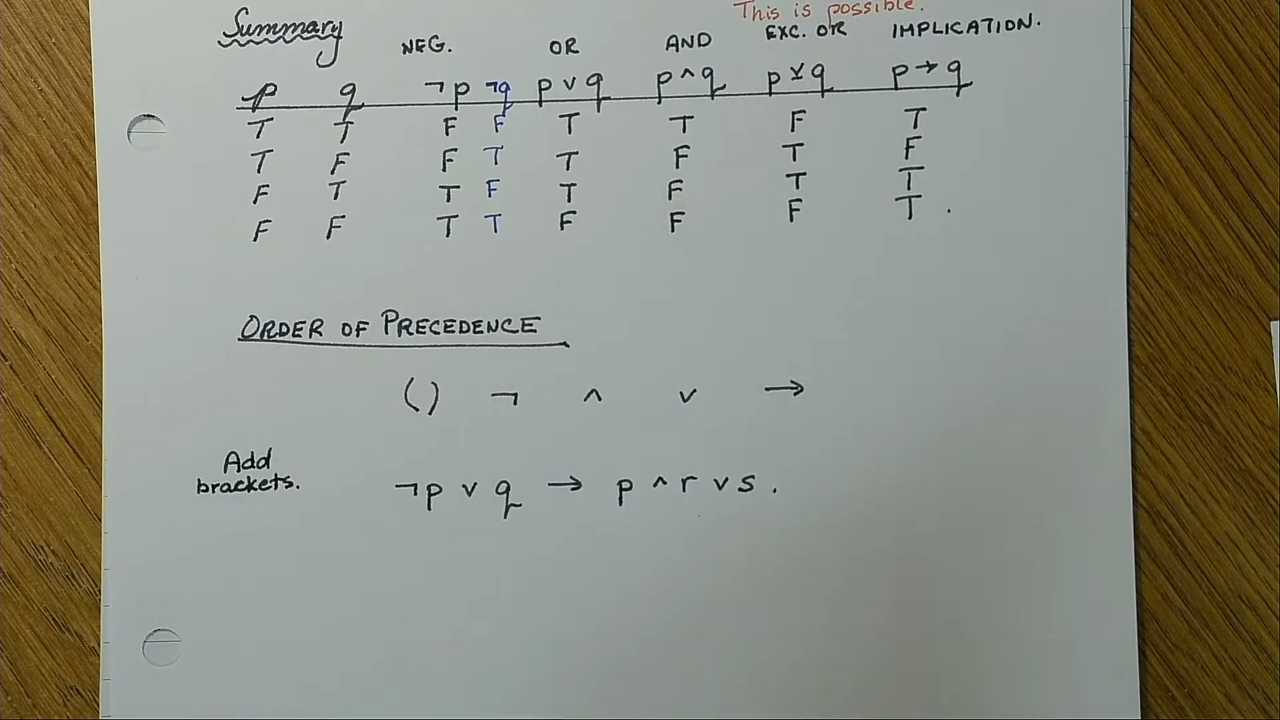 This is possible.
Summary NEG. OR AND EXC. OR IMPLICATION.
p q ¬p ¬q p ∨ q p ∧ q p ⊻ q p → q
T T F F T T F T
T F F T T F T F
F T T F T F T T
F F T T F F F T .
ORDER OF PRECEDENCE
( ) ¬ ∧ ∨ →
Add
brackets. ¬p ∨ q → p ∧ r ∨ s .